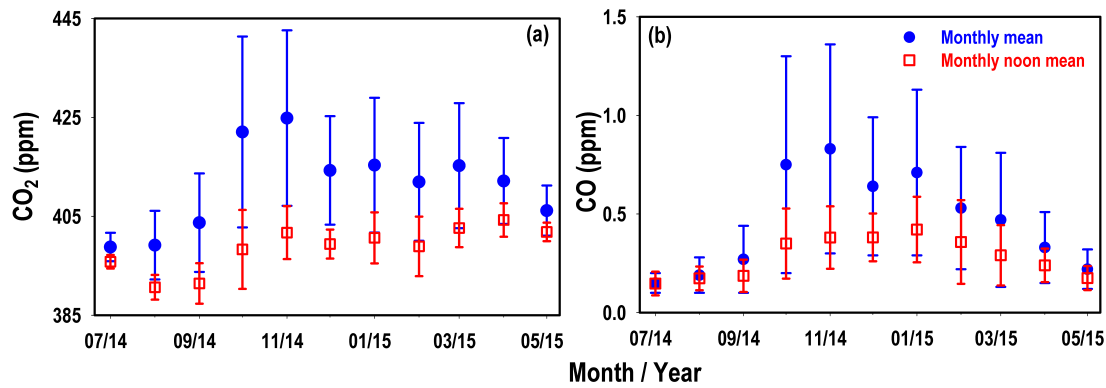 445
425
405
385
CO2 (ppm)
(a)
07/14 09/14 11/14 01/15 03/15 05/15
1.5
1.0
0.5
0.0
CO (ppm)
(b)
Monthly mean
Monthly noon mean
07/14 09/14 11/14 01/15 03/15 05/15
Month / Year